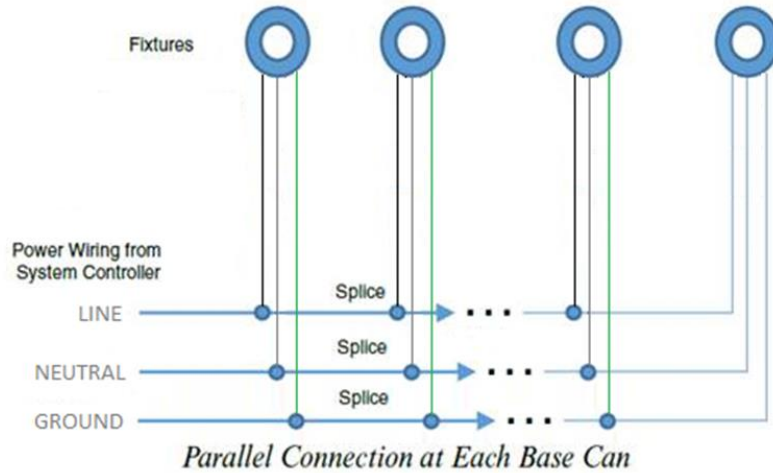 Fixtures
Power Wiring from
System Controller
LINE
Splice
NEUTRAL
Splice
GROUND
Splice
Parallel Connection at Each Base Can